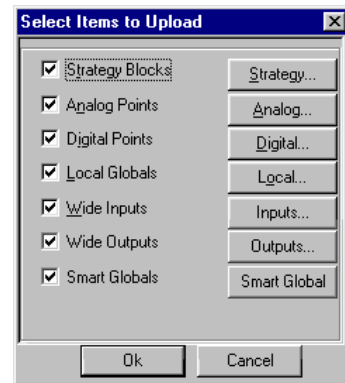 Select Items to Upload
Strategy Blocks Strategy...
Analog Points Analog...
Digital Points Digital...
Local Globals Local...
Wide Inputs Inputs...
Wide Outputs Outputs...
Smart Globals Smart Global
Ok Cancel